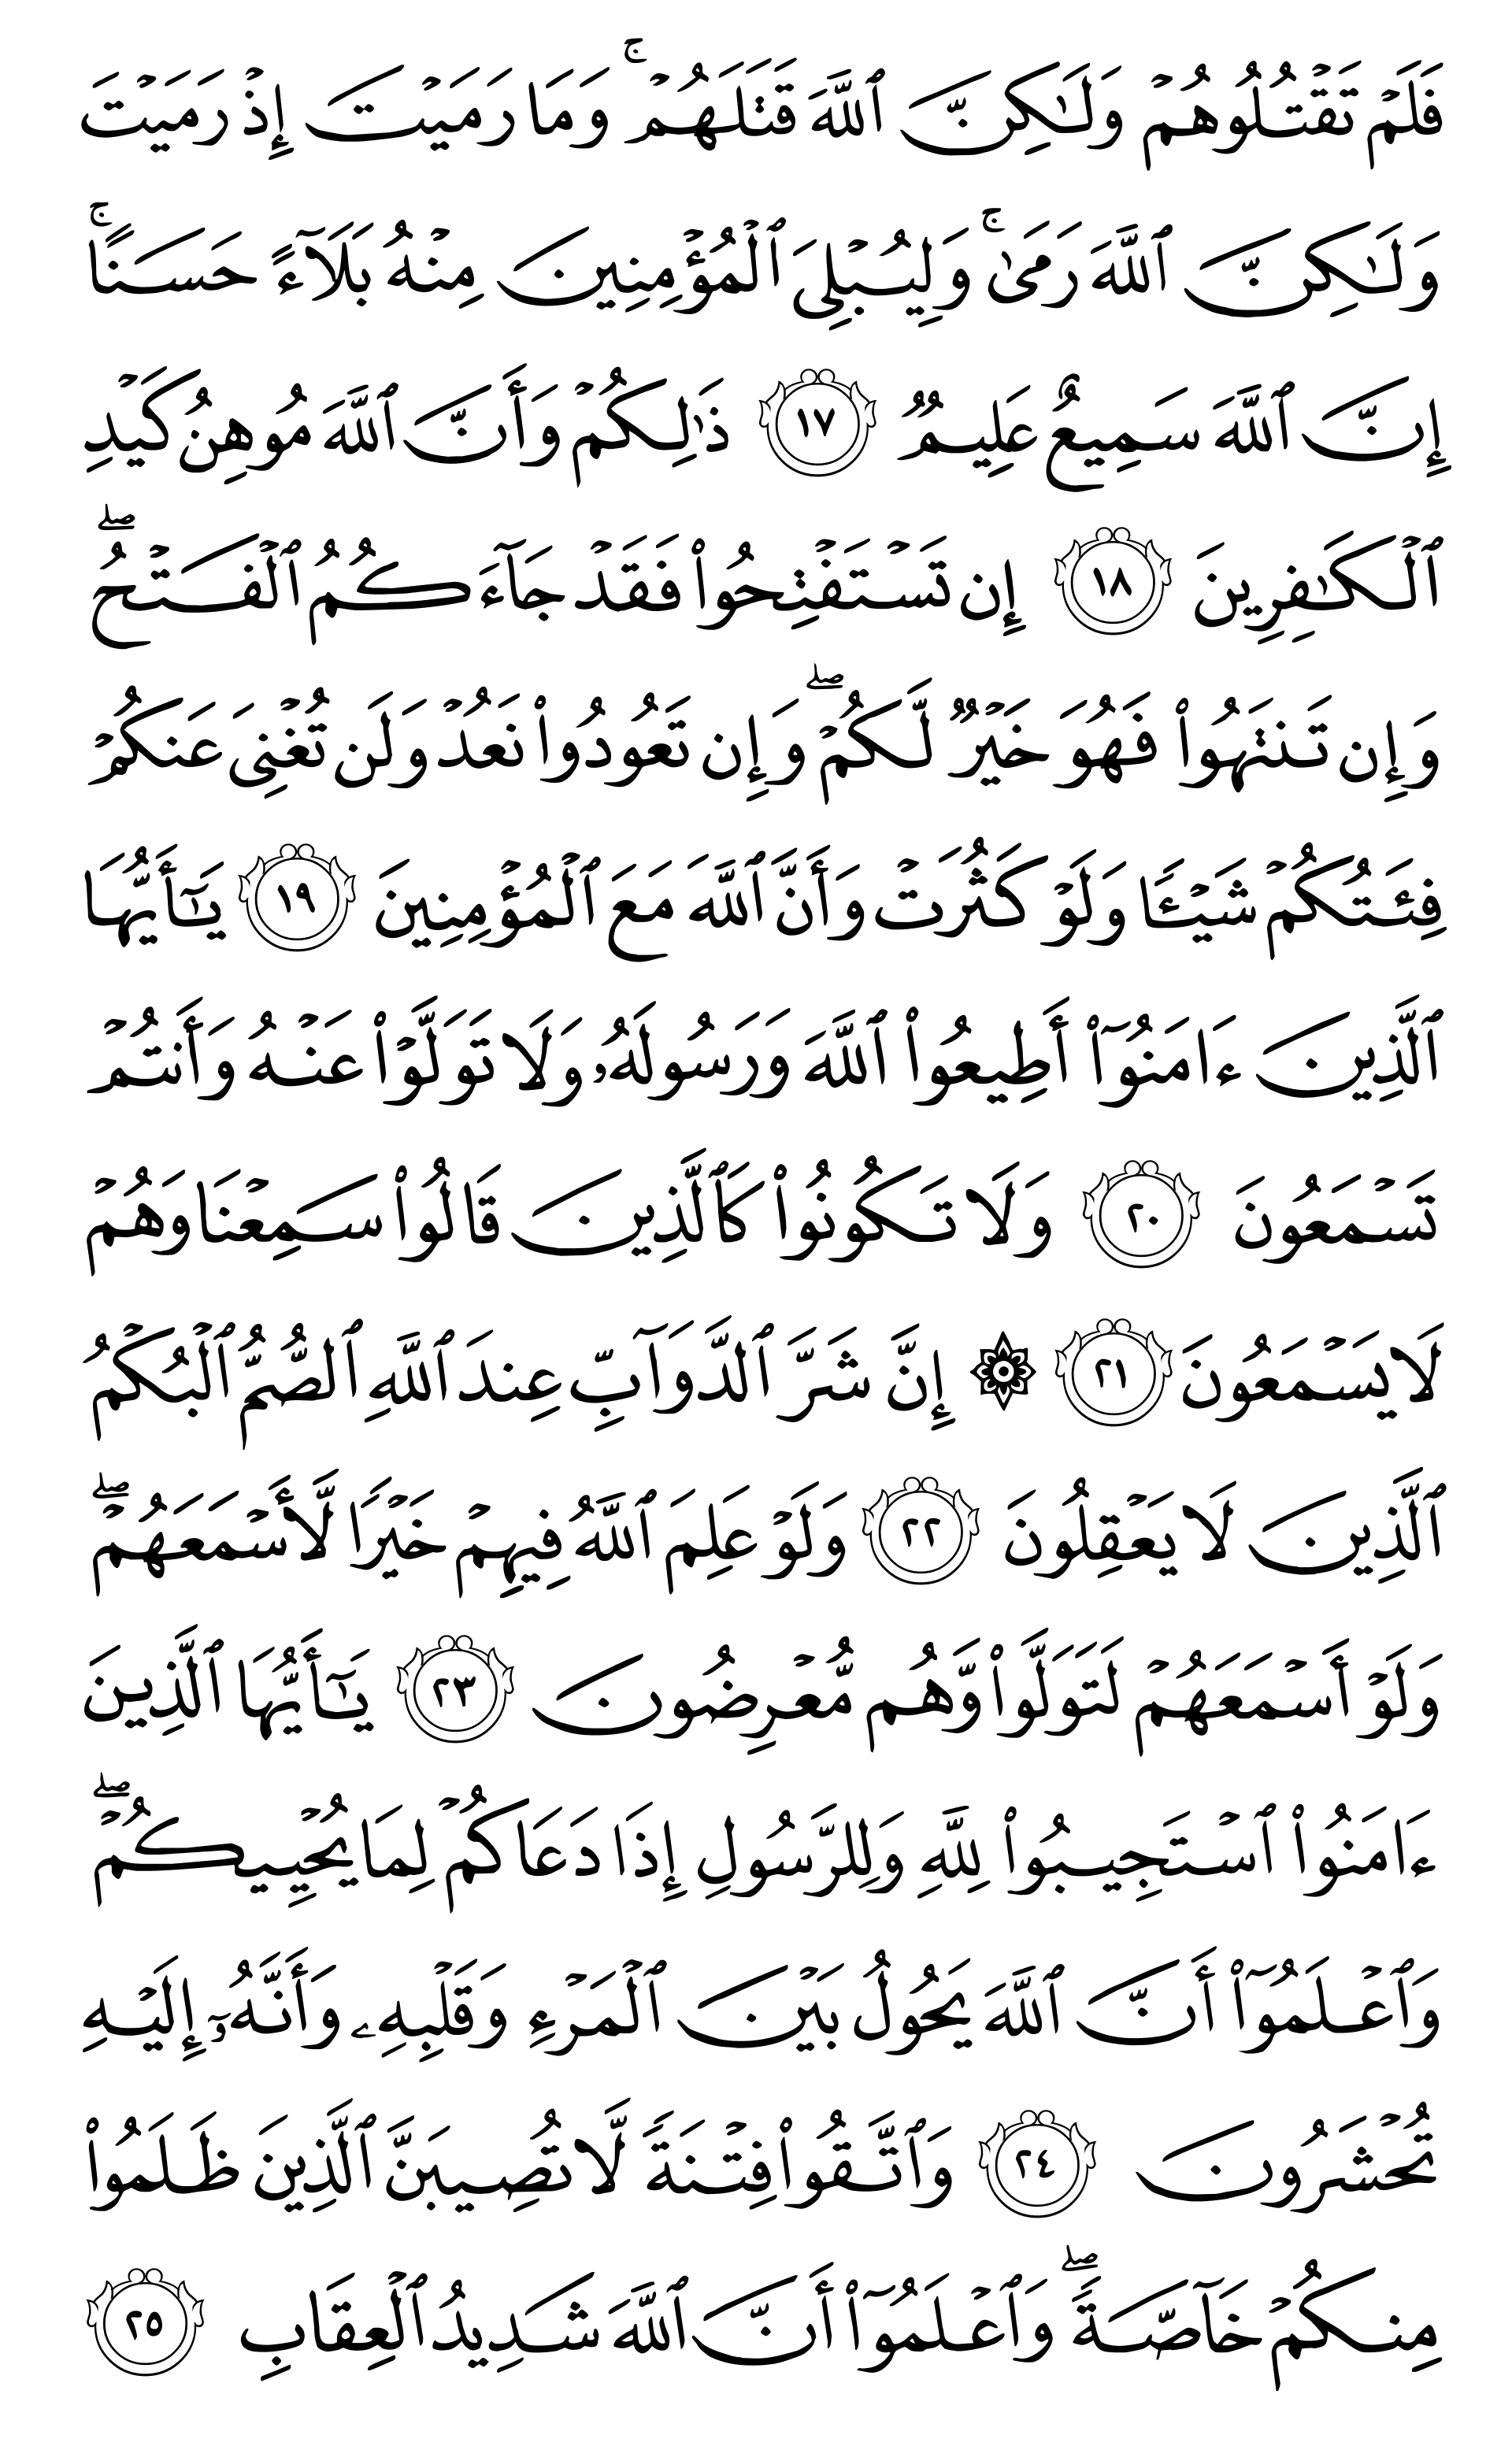 فَلَمۡ تَقۡتُلُوهُمۡ وَلَٰكِنَّ ٱللَّهَ قَتَلَهُمۡۚ وَمَا رَمَيۡتَ إِذۡ رَمَيۡتَ
وَلَٰكِنَّ ٱللَّهَ رَمَىٰۚ وَلِيُبۡلِيَ ٱلۡمُؤۡمِنِينَ مِنۡهُ بَلَآءً حَسَنًاۚ
إِنَّ ٱللَّهَ سَمِيعٌ عَلِيمٞ ١٧ ذَٰلِكُمۡ وَأَنَّ ٱللَّهَ مُوهِنُ كَيۡدِ
ٱلۡكَٰفِرِينَ ١٨ إِن تَسۡتَفۡتِحُواْ فَقَدۡ جَآءَكُمُ ٱلۡفَتۡحُۖ
وَإِن تَنتَهُواْ فَهُوَ خَيۡرٞ لَّكُمۡۖ وَإِن تَعُودُواْ نَعُدۡ وَلَن تُغۡنِيَ عَنكُمۡ
فِئَتُكُمۡ شَيۡـٔٗا وَلَوۡ كَثُرَتۡ وَأَنَّ ٱللَّهَ مَعَ ٱلۡمُؤۡمِنِينَ ١٩ يَٰٓأَيُّهَا
ٱلَّذِينَ ءَامَنُوٓاْ أَطِيعُواْ ٱللَّهَ وَرَسُولَهُۥ وَلَا تَوَلَّوۡاْ عَنۡهُ وَأَنتُمۡ
تَسۡمَعُونَ ٢٠ وَلَا تَكُونُواْ كَٱلَّذِينَ قَالُواْ سَمِعۡنَا وَهُمۡ
لَا يَسۡمَعُونَ ٢١ ۞ إِنَّ شَرَّ ٱلدَّوَآبِّ عِندَ ٱللَّهِ ٱلصُّمُّ ٱلۡبُكۡمُ
ٱلَّذِينَ لَا يَعۡقِلُونَ ٢٢ وَلَوۡ عَلِمَ ٱللَّهُ فِيهِمۡ خَيۡرٗا لَّأَسۡمَعَهُمۡۖ
وَلَوۡ أَسۡمَعَهُمۡ لَتَوَلَّواْ وَّهُم مُّعۡرِضُونَ ٢٣ يَٰٓأَيُّهَا ٱلَّذِينَ
ءَامَنُواْ ٱسۡتَجِيبُواْ لِلَّهِ وَلِلرَّسُولِ إِذَا دَعَاكُمۡ لِمَا يُحۡيِيكُمۡۖ
وَٱعۡلَمُوٓاْ أَنَّ ٱللَّهَ يَحُولُ بَيۡنَ ٱلۡمَرۡءِ وَقَلۡبِهِۦ وَأَنَّهُۥٓ إِلَيۡهِ
تُحۡشَرُونَ ٢٤ وَٱتَّقُواْ فِتۡنَةٗ لَّا تُصِيبَنَّ ٱلَّذِينَ ظَلَمُواْ
مِنكُمۡ خَآصَّةٗۖ وَٱعۡلَمُوٓاْ أَنَّ ٱللَّهَ شَدِيدُ ٱلۡعِقَابِ ٢٥